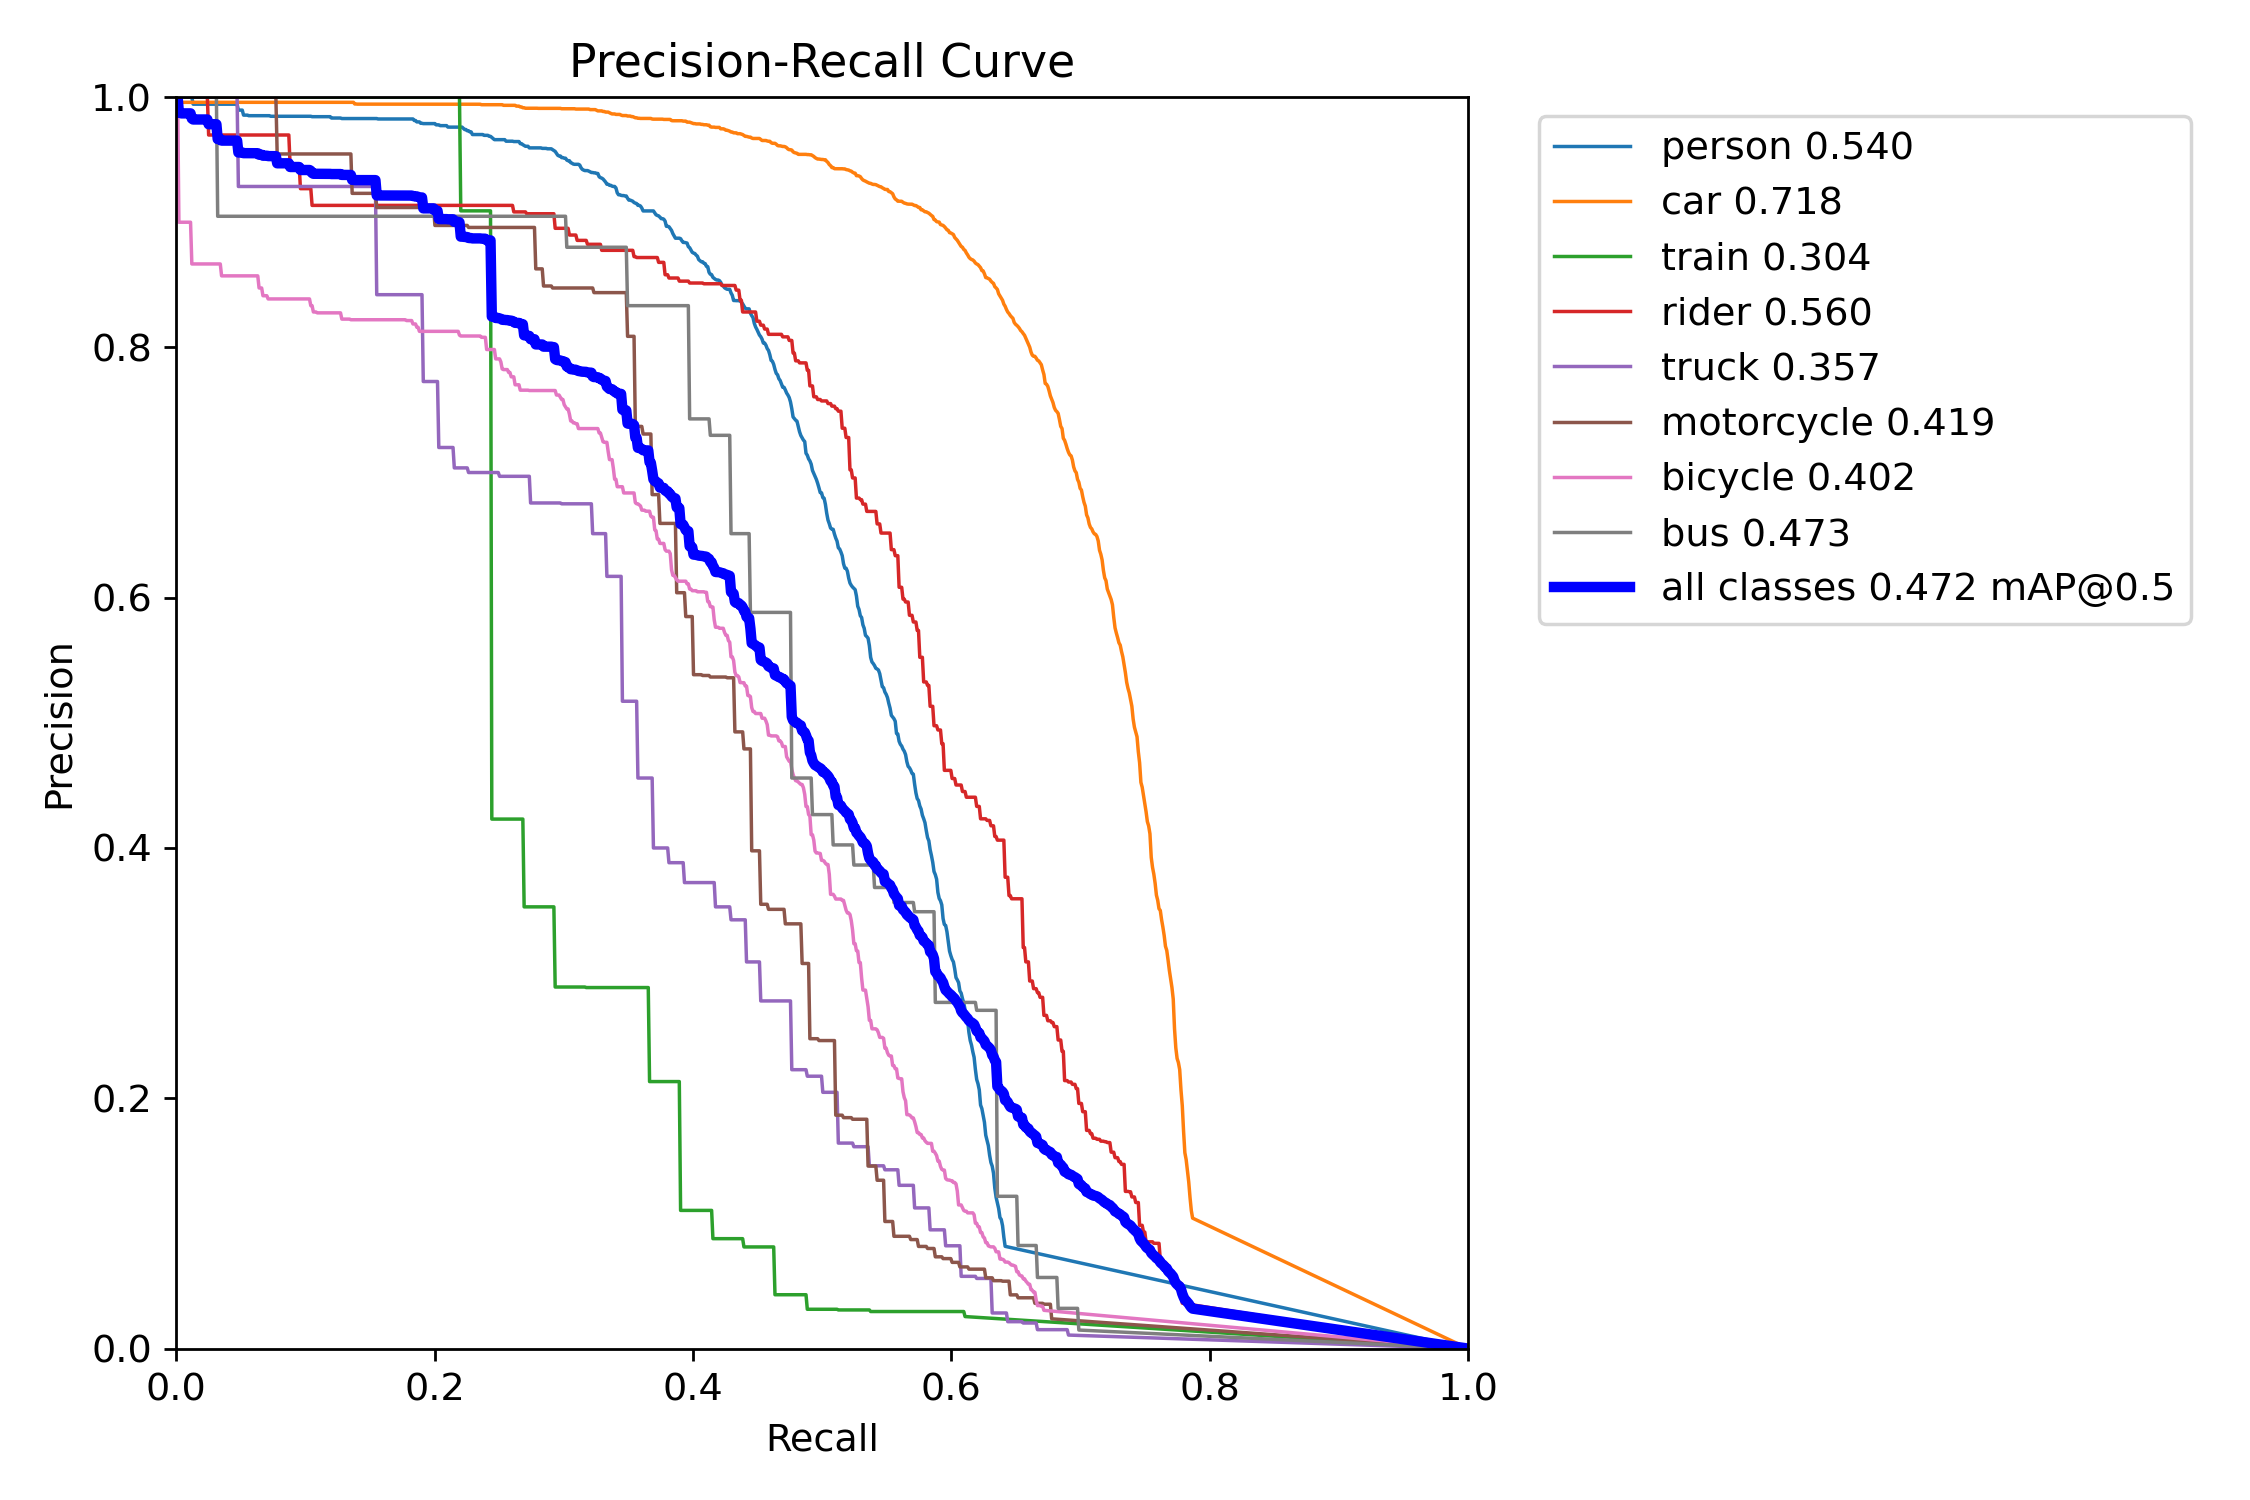 Precision-Recall Curve
1.0
0.8
0.6
0.4
0.2
0.0
Precision
0.0 0.2 0.4 0.6 0.8 1.0
Recall
person 0.540
car 0.718
train 0.304
rider 0.560
truck 0.357
motorcycle 0.419
bicycle 0.402
bus 0.473
all classes 0.472 mAP@0.5